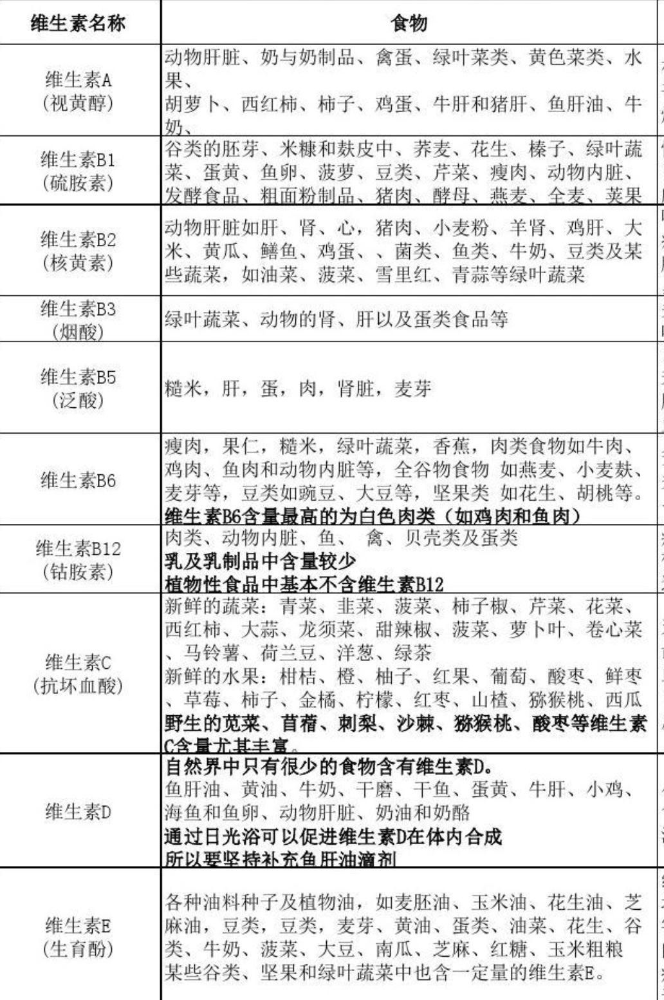 维生素名称
食物
维生素A
(视黄醇)
动物肝脏、奶与奶制品、禽蛋、绿叶菜类、黄色菜类、水
果、
胡萝卜、西红柿、柿子、鸡蛋、牛肝和猪肝、鱼肝油、牛
奶、
维生素B1
(硫胺素)
谷类的胚芽、米糠和麸皮中、荞麦、花生、榛子、绿叶蔬
菜、蛋黄、鱼卵、菠萝、豆类、芹菜、瘦肉、动物内脏、
发酵食品、粗面粉制品、猪肉、酵母、燕麦、全麦、荚果
维生素B2
(核黄素)
动物肝脏如肝、肾、心，猪肉、小麦粉、羊肾、鸡肝、大
米、黄瓜、鳝鱼、鸡蛋、、菌类、鱼类、牛奶、豆类及某
些蔬菜，如油菜、菠菜、雪里红、青蒜等绿叶蔬菜
维生素B3
(烟酸)
绿叶蔬菜、动物的肾、肝以及蛋类食品等
维生素B5
(泛酸)
糙米，肝，蛋，肉，肾脏，麦芽
维生素B6
瘦肉，果仁，糙米，绿叶蔬菜，香蕉，肉类食物如牛肉、
鸡肉、鱼肉和动物内脏等，全谷物食物 如燕麦、小麦麸、
麦芽等，豆类如豌豆、大豆等，坚果类 如花生、胡桃等。
维生素B6含量最高的为白色肉类（如鸡肉和鱼肉）
维生素B12
(钴胺素)
肉类、动物内脏、鱼、 禽、贝壳类及蛋类
乳及乳制品中含量较少
植物性食品中基本不含维生素B12
维生素C
(抗坏血酸)
新鲜的蔬菜：青菜、韭菜、菠菜、柿子椒、芹菜、花菜、
西红柿、大蒜、龙须菜、甜辣椒、菠菜、萝卜叶、卷心菜
、马铃薯、荷兰豆、洋葱、绿茶
新鲜的水果：柑桔、橙、柚子、红果、葡萄、酸枣、鲜枣
、草莓、柿子、金橘、柠檬、红枣、山楂、猕猴桃、西瓜
野生的苋菜、苜蓿、刺梨、沙棘、猕猴桃、酸枣等维生素
C含量尤其丰富。
维生素D
自然界中只有很少的食物含有维生素D。
鱼肝油、黄油、牛奶、干磨、干鱼、蛋黄、牛肝、小鸡、
海鱼和鱼卵、动物肝脏、奶油和奶酪
通过日光浴可以促进维生素D在体内合成
所以要坚持补充鱼肝油滴剂
维生素E
(生育酚)
各种油料种子及植物油，如麦胚油、玉米油、花生油、芝
麻油，豆类，豆类，麦芽、黄油、蛋类、油菜、花生、谷
类、牛奶、菠菜、大豆、南瓜、芝麻、红糖、玉米粗粮
某些谷类、坚果和绿叶蔬菜中也含一定量的维生素E。